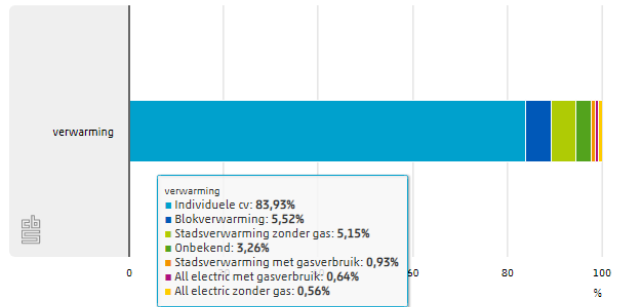 verwarming
verwarming
Individuele cv: 83,93%
Blokverwarming: 5,52%
Stadsverwarming zonder gas: 5,15%
Onbekend: 3,26%
Stadsverwarming met gasverbruik: 0,93%
All electric met gasverbruik: 0,64%
All electric zonder gas: 0,56%
0 60 80 100
%